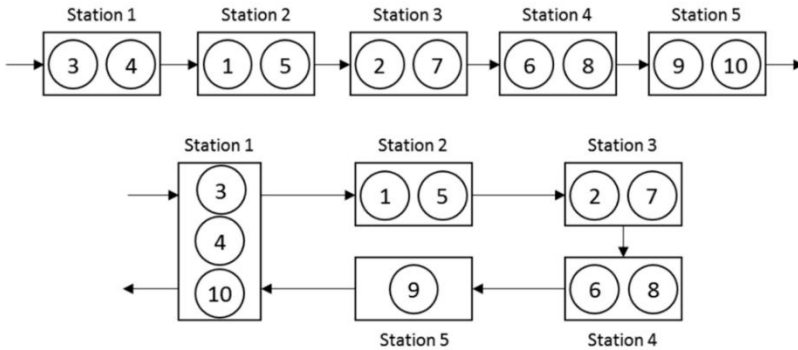 Station 1 Station 2 Station 3 Station 4 Station 5
3 4 1 5 2 7 6 8 9 10
Station 1 Station 2 Station 3
3 1 5 2 7
4
10 9 6 8
Station 5 Station 4